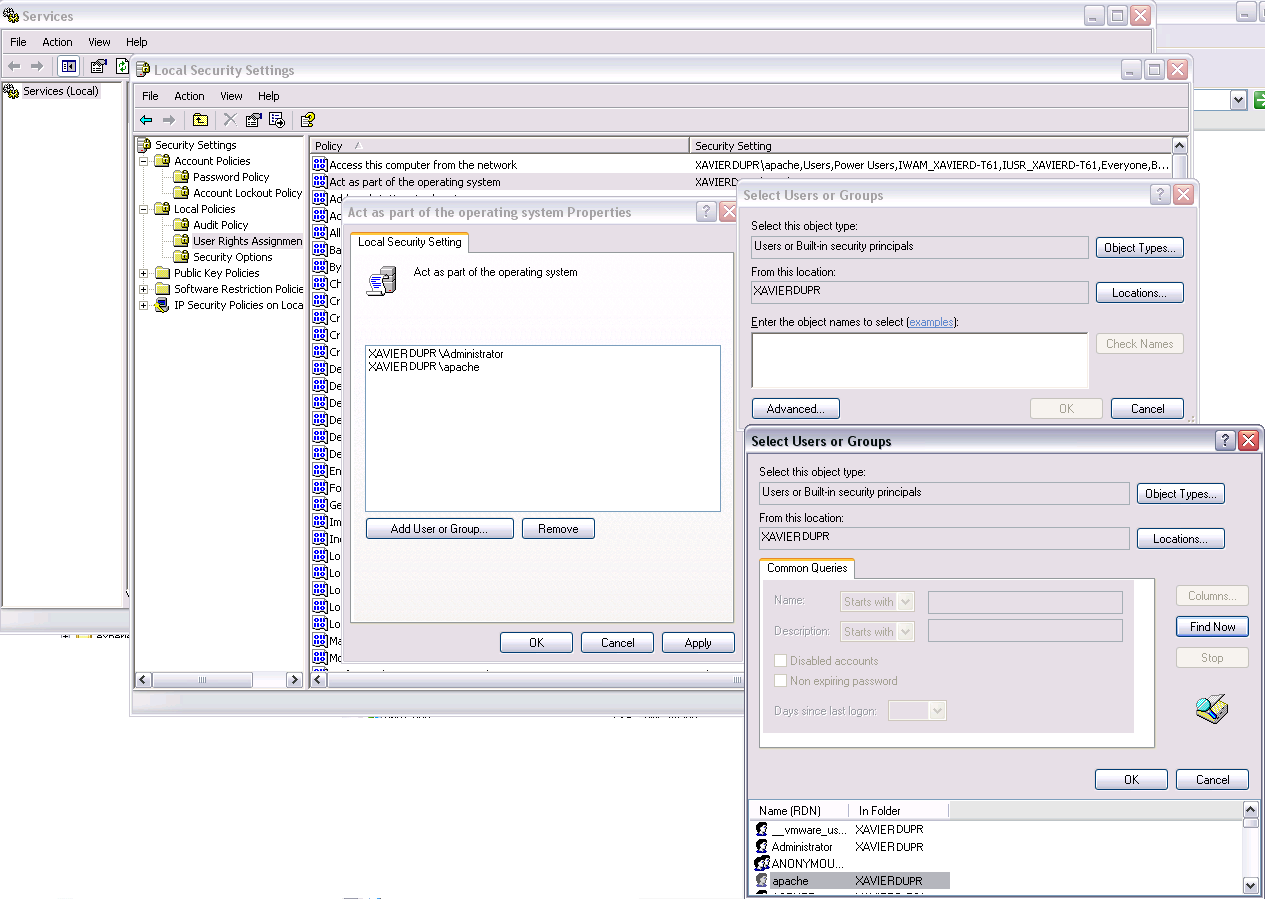 Services
File Action View Help
Services (Local)
Local Security Settings
File Action View Help
Security Settings
Account Policies
Password Policy
Account Lockout Policy
Local Policies
Audit Policy
User Rights Assignmen
Security Options
Public Key Policies
Software Restriction Policie
IP Security Policies on Loca
Policy Security Setting
Access this computer from the network XAVIERDUPR\apache,Users,Power Users,IWAM_XAVIERD-T61,IUSR_XAVIERD-T61,Everyone,B...
Act as part of the operating system
Act as part of the operating system Properties
Local Security Setting
Act as part of the operating system
XAVIERDUPR\Administrator
XAVIERDUPR\apache
Add User or Group... Remove
OK Cancel Apply
Select Users or Groups
Select this object type:
Users or Built-in security principals Object Types...
From this location:
XAVIERDUPR Locations...
Enter the object names to select (examples):
Check Names
Advanced... OK Cancel
Select Users or Groups
Select this object type:
Users or Built-in security principals Object Types...
From this location:
XAVIERDUPR Locations...
Common Queries
Name: Starts with Columns...
Description: Starts with Find Now
Disabled accounts Stop
Non expiring password
Days since last logon:
OK Cancel
Name (RDN) In Folder
__vmware_us... XAVIERDUPR
Administrator XAVIERDUPR
ANONYMOU...
apache XAVIERDUPR